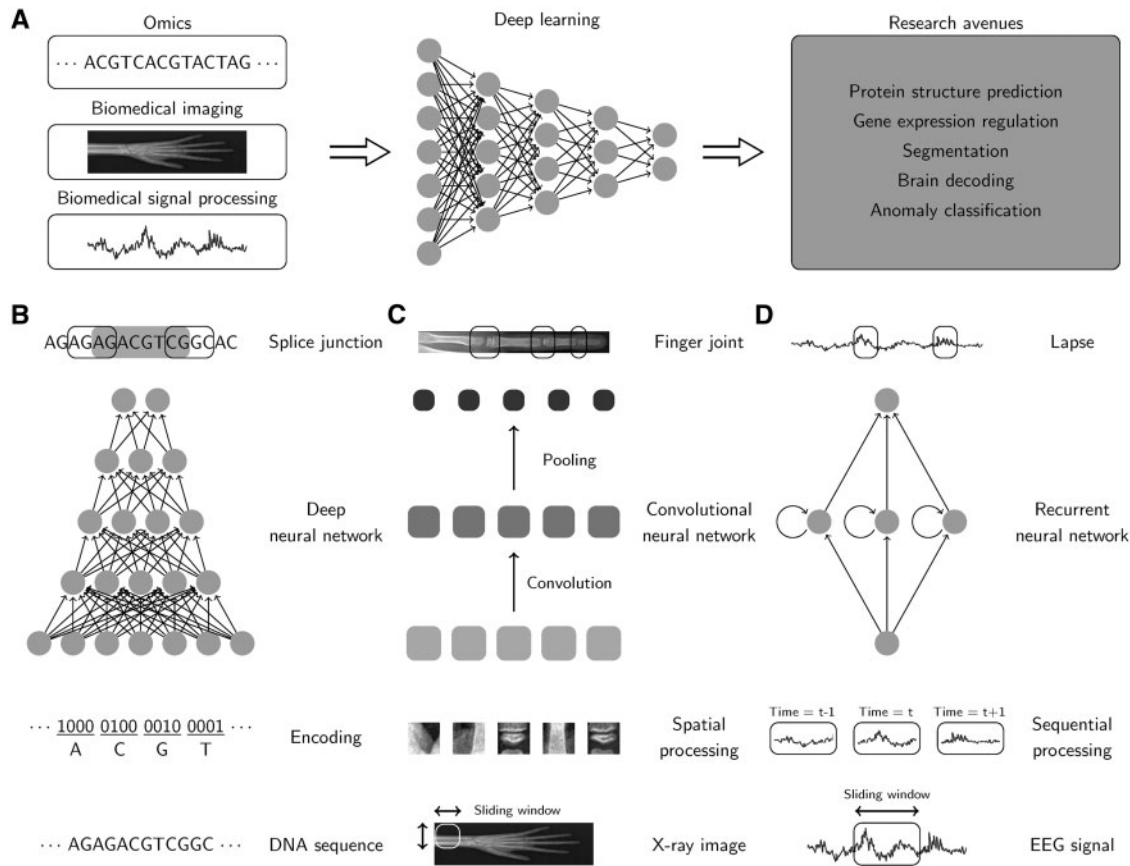 A
Omics
··· ACGTCACGTACTAG ···
Biomedical imaging
Biomedical signal processing
Deep learning
Research avenues
Protein structure prediction
Gene expression regulation
Segmentation
Brain decoding
Anomaly classification
B
AGAGAGACGTCGGCAC
Splice junction
Deep
neural network
··· 1000 0100 0010 0001 ···
A C G T
Encoding
··· AGAGACGTCGGC ···
DNA sequence
C
Finger joint
Pooling
Convolutional
neural network
Convolution
Spatial
processing
Sliding window
X-ray image
D
Lapse
Recurrent
neural network
Time = t-1 Time = t Time = t+1
Sequential
processing
Sliding window
EEG signal